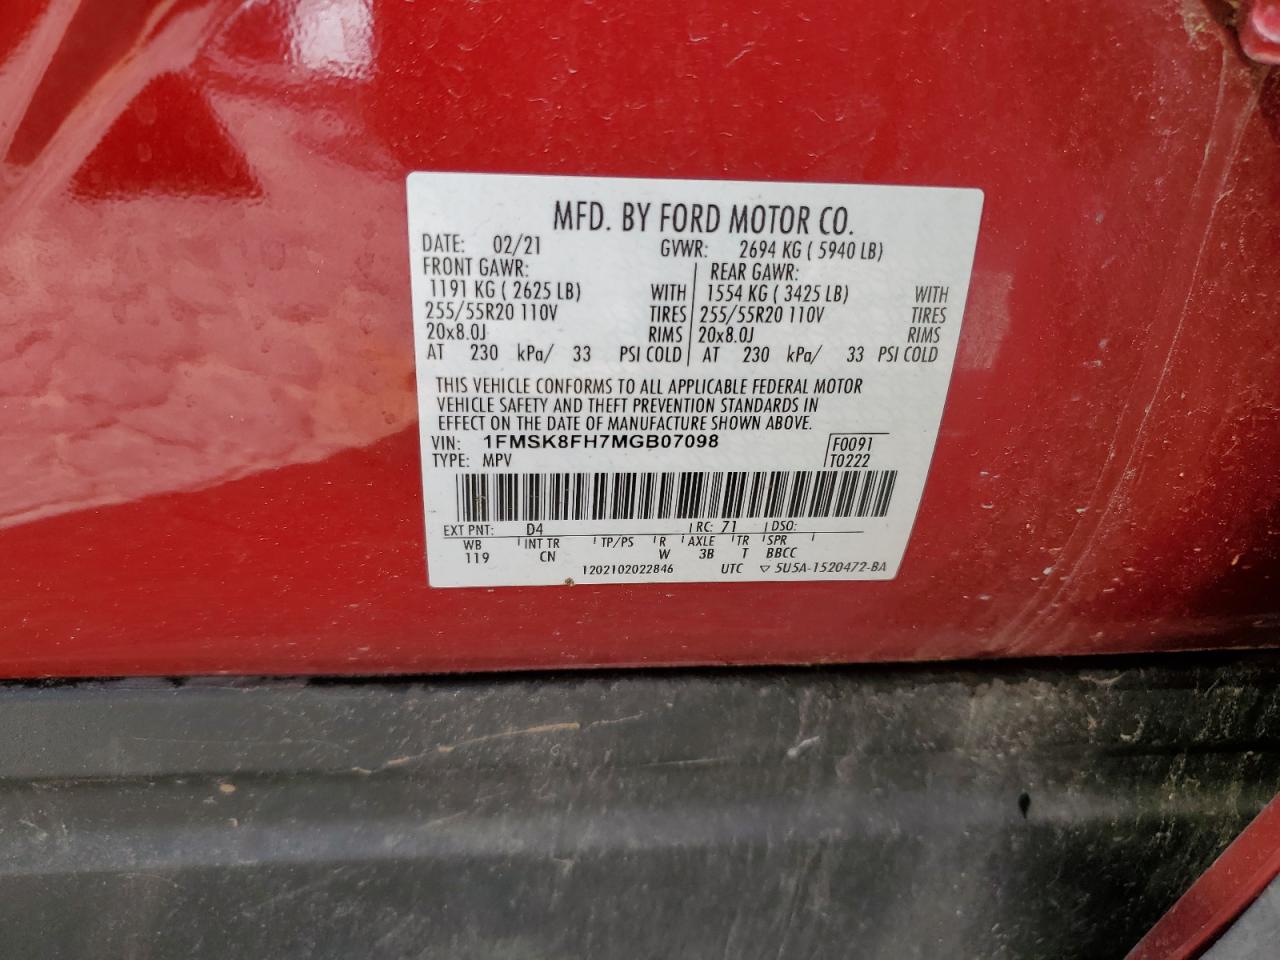 MFD. BY FORD MOTOR CO.
DATE: 02/21 GVWR: 2694 KG ( 5940 LB)
FRONT GAWR: REAR GAWR:
1191 KG ( 2625 LB) WITH 1554 KG ( 3425 LB) WITH
255/55R20 110V TIRES 255/55R20 110V TIRES
20x8.0J RIMS 20x8.0J RIMS
AT 230 kPa/ 33 PSI COLD AT 230 kPa/ 33 PSI COLD
THIS VEHICLE CONFORMS TO ALL APPLICABLE FEDERAL MOTOR
VEHICLE SAFETY AND THEFT PREVENTION STANDARDS IN
EFFECT ON THE DATE OF MANUFACTURE SHOWN ABOVE.
VIN: 1FMSK8FH7MGB07098 F0091
TYPE: MPV T0222
EXT PNT: D4 RC: 71 DSO:
WB INT TR TP/PS R AXLE TR SPR
119 CN W 3B T BBCC
1202102022846 UTC ▽ 5U5A-1520472-BA